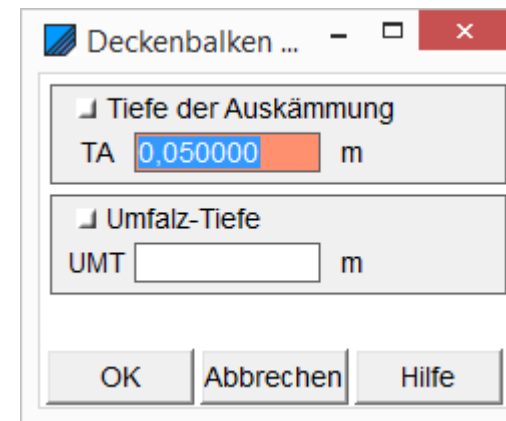 Deckenbalken ...
Tiefe der Auskämmung
TA 0,050000 m
Umfalz-Tiefe
UMT m
OK Abbrechen Hilfe